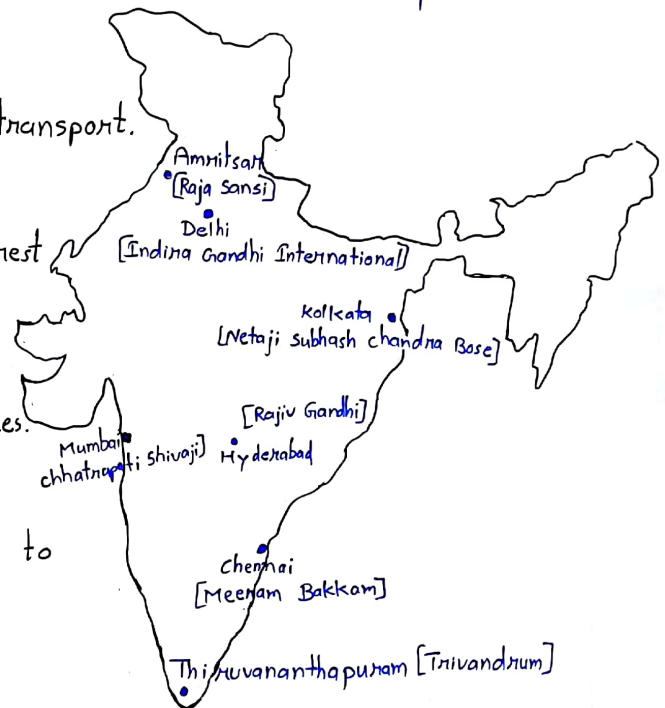 transport.
Amritsar
[Raja Sansi]
Delhi
[Indira Gandhi International]
Kolkata
[Netaji Subhash chandra Bose]
[Rajiv Gandhi]
es.
Mumbai
chhatrapati shivaji]
Hyderabad
to
Chennai
[Meenam Bakkam]
Thiruvananthapuram [Trivandrum]